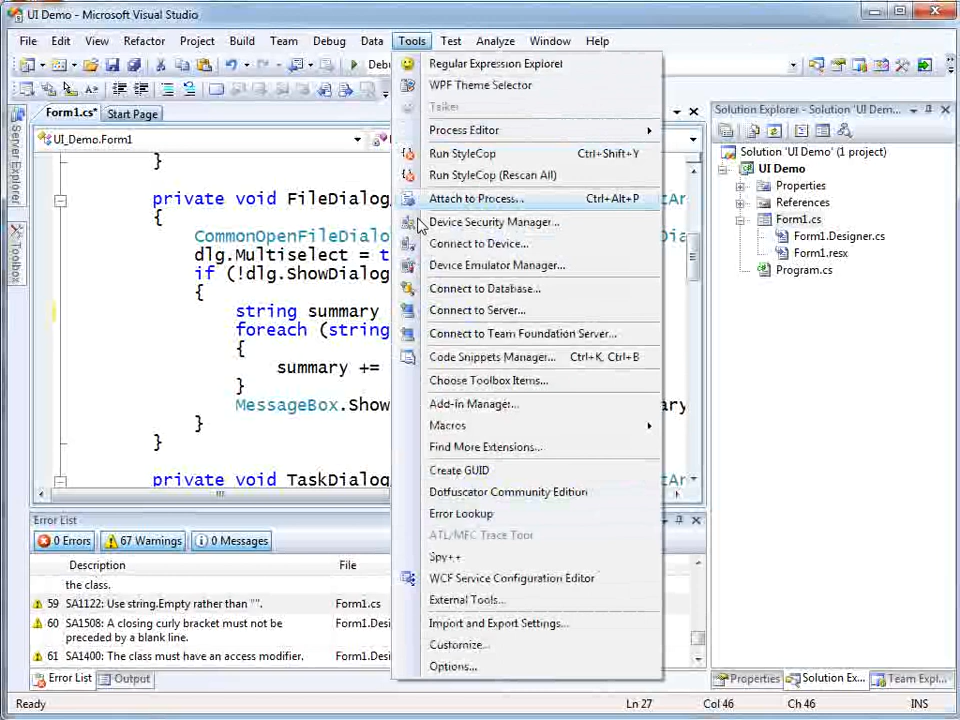 UI Demo - Microsoft Visual Studio
File Edit View Refactor Project Build Team Debug Data Tools Test Analyze Window Help
Form1.cs* Start Page
UI_Demo.Form1
}
private void FileDialog
{
CommonOpenFileDialo
dlg.Multiselect = t
if (!dlg.ShowDialog
{
string summary
foreach (string
{
summary +=
}
MessageBox.Show
}
}
private void TaskDialog
Server Explorer
Toolbox
Regular Expression Explorer
WPF Theme Selector
Talker
Process Editor
Run StyleCop Ctrl+Shift+Y
Run StyleCop (Rescan All)
Attach to Process... Ctrl+Alt+P
Device Security Manager...
Connect to Device...
Device Emulator Manager...
Connect to Database...
Connect to Server...
Connect to Team Foundation Server...
Code Snippets Manager... Ctrl+K, Ctrl+B
Choose Toolbox Items...
Add-in Manager...
Macros
Find More Extensions...
Create GUID
Dotfuscator Community Edition
Error Lookup
ATL/MFC Trace Tool
Spy++
WCF Service Configuration Editor
External Tools...
Import and Export Settings...
Customize...
Options...
Solution Explorer - Solution 'UI Dem...
Solution 'UI Demo' (1 project)
UI Demo
Properties
References
Form1.cs
Form1.Designer.cs
Form1.resx
Program.cs
Error List
0 Errors 67 Warnings 0 Messages
Description File
the class.
59 SA1122: Use string.Empty rather than "". Form1.cs
60 SA1508: A closing curly bracket must not be preceded by a blank line. Form1.Desi
61 SA1400: The class must have an access modifier. Form1.Desi
Error List Output
Properties Solution Ex... Team Expl...
Ready Ln 27 Col 46 Ch 46 INS